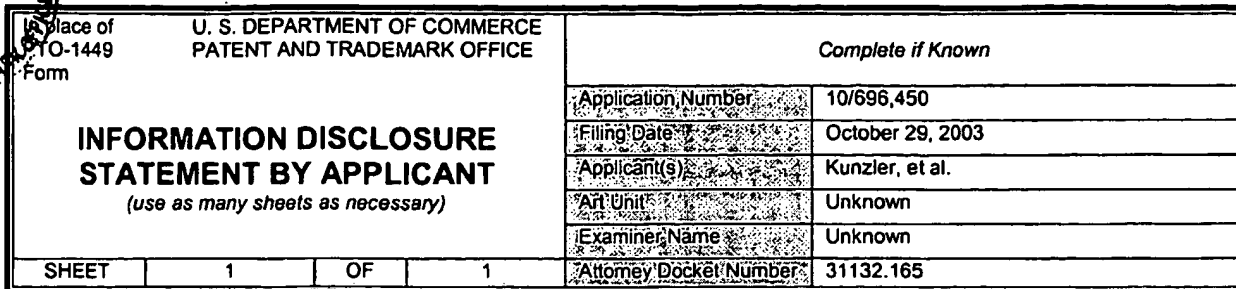 In place of U. S. DEPARTMENT OF COMMERCE
PTO-1449 PATENT AND TRADEMARK OFFICE
Form
Complete if Known
INFORMATION DISCLOSURE
STATEMENT BY APPLICANT
(use as many sheets as necessary)
Application Number 10/696,450
Filing Date October 29, 2003
Applicant(s) Kunzler, et al.
Art Unit Unknown
Examiner Name Unknown
SHEET 1 OF 1
Attorney Docket Number 31132.165